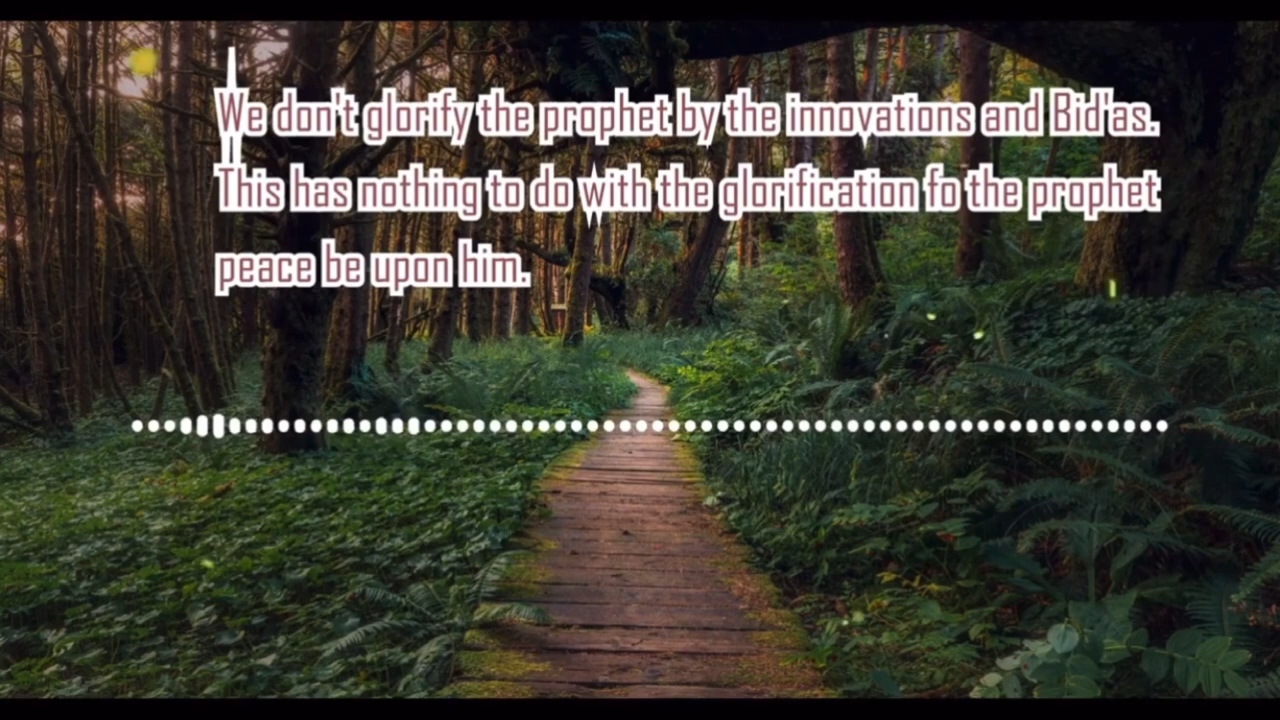 We don't glorify the prophet by the innovations and Bid'as.
This has nothing to do with the glorification fo the prophet
peace be upon him.